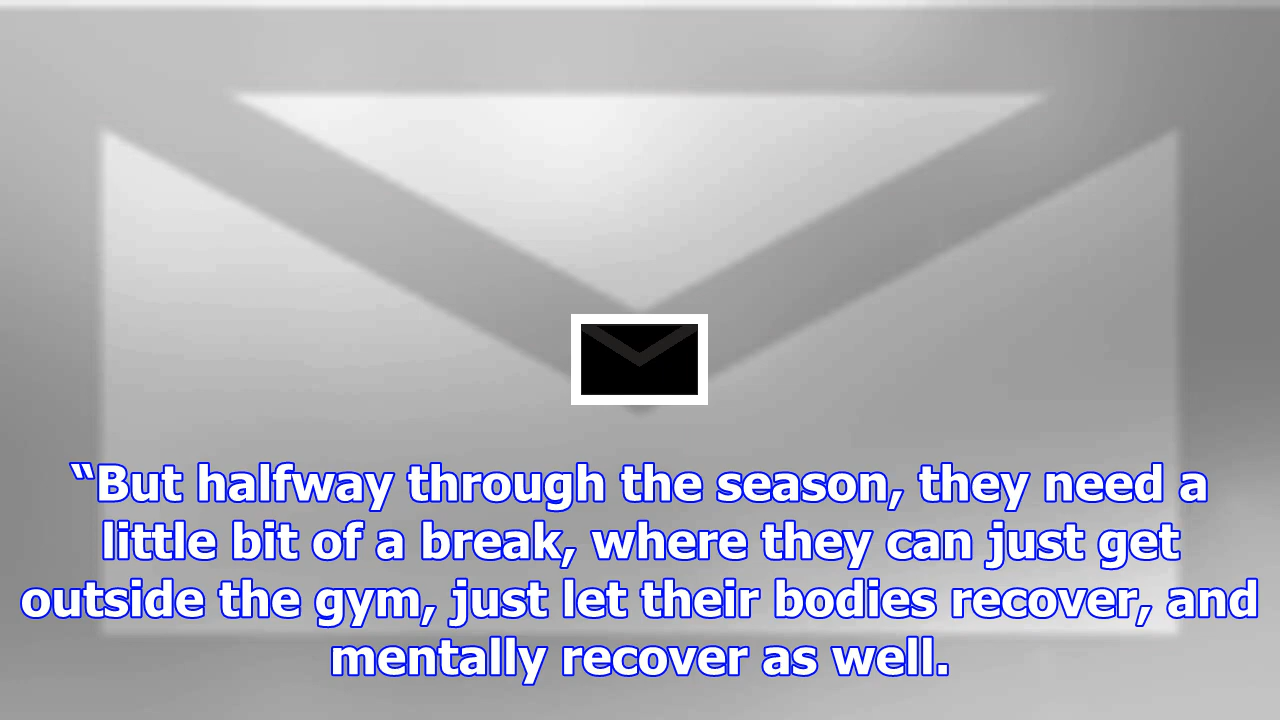 “But halfway through the season, they need a
little bit of a break, where they can just get
outside the gym, just let their bodies recover, and
mentally recover as well.